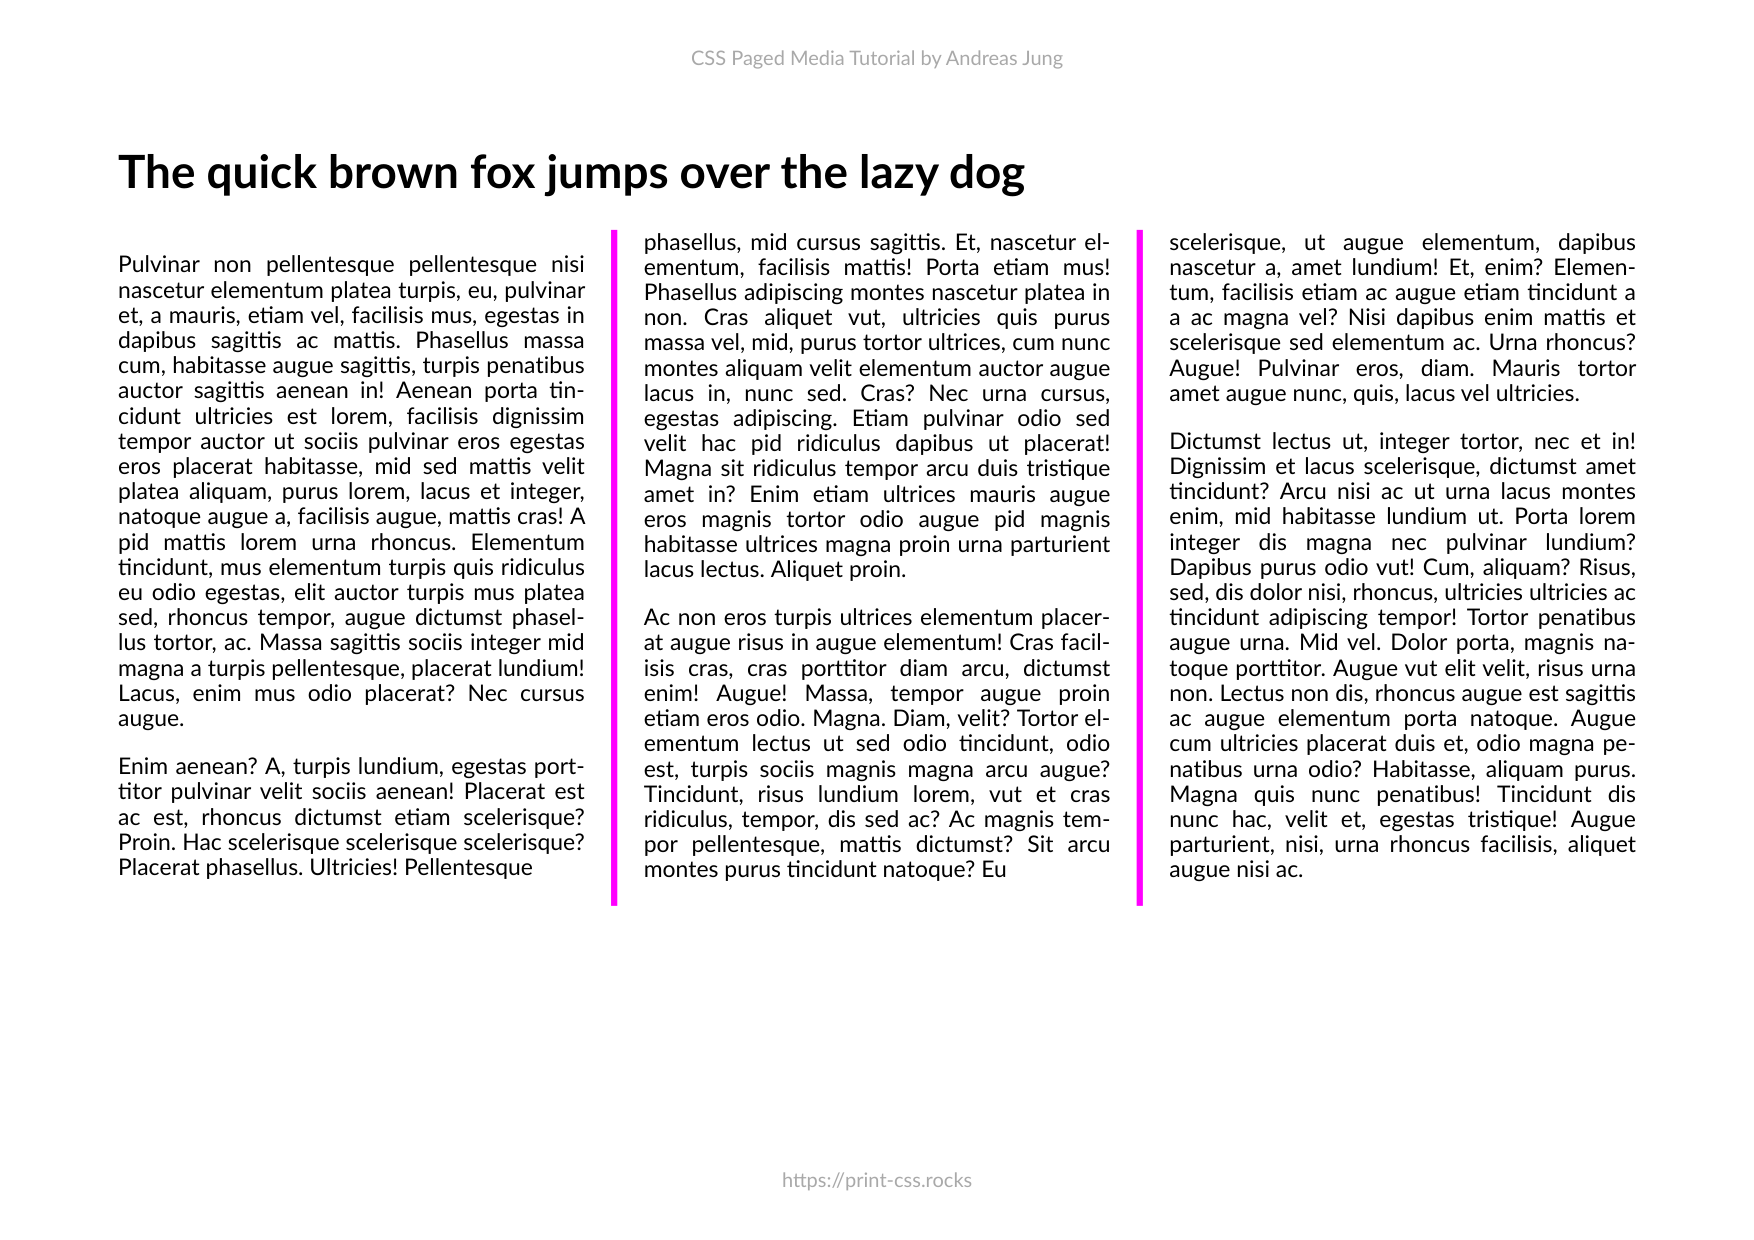 CSS Paged Media Tutorial by Andreas Jung
The quick brown fox jumps over the lazy dog
Pulvinar non pellentesque pellentesque nisi
nascetur elementum platea turpis, eu, pulvinar
et, a mauris, etiam vel, facilisis mus, egestas in
dapibus sagittis ac mattis. Phasellus massa
cum, habitasse augue sagittis, turpis penatibus
auctor sagittis aenean in! Aenean porta tin-
cidunt ultricies est lorem, facilisis dignissim
tempor auctor ut sociis pulvinar eros egestas
eros placerat habitasse, mid sed mattis velit
platea aliquam, purus lorem, lacus et integer,
natoque augue a, facilisis augue, mattis cras! A
pid mattis lorem urna rhoncus. Elementum
tincidunt, mus elementum turpis quis ridiculus
eu odio egestas, elit auctor turpis mus platea
sed, rhoncus tempor, augue dictumst phasel-
lus tortor, ac. Massa sagittis sociis integer mid
magna a turpis pellentesque, placerat lundium!
Lacus, enim mus odio placerat? Nec cursus
augue.
Enim aenean? A, turpis lundium, egestas port-
titor pulvinar velit sociis aenean! Placerat est
ac est, rhoncus dictumst etiam scelerisque?
Proin. Hac scelerisque scelerisque scelerisque?
Placerat phasellus. Ultricies! Pellentesque
phasellus, mid cursus sagittis. Et, nascetur el-
ementum, facilisis mattis! Porta etiam mus!
Phasellus adipiscing montes nascetur platea in
non. Cras aliquet vut, ultricies quis purus
massa vel, mid, purus tortor ultrices, cum nunc
montes aliquam velit elementum auctor augue
lacus in, nunc sed. Cras? Nec urna cursus,
egestas adipiscing. Etiam pulvinar odio sed
velit hac pid ridiculus dapibus ut placerat!
Magna sit ridiculus tempor arcu duis tristique
amet in? Enim etiam ultrices mauris augue
eros magnis tortor odio augue pid magnis
habitasse ultrices magna proin urna parturient
lacus lectus. Aliquet proin.
Ac non eros turpis ultrices elementum placer-
at augue risus in augue elementum! Cras facil-
isis cras, cras porttitor diam arcu, dictumst
enim! Augue! Massa, tempor augue proin
etiam eros odio. Magna. Diam, velit? Tortor el-
ementum lectus ut sed odio tincidunt, odio
est, turpis sociis magnis magna arcu augue?
Tincidunt, risus lundium lorem, vut et cras
ridiculus, tempor, dis sed ac? Ac magnis tem-
por pellentesque, mattis dictumst? Sit arcu
montes purus tincidunt natoque? Eu
scelerisque, ut augue elementum, dapibus
nascetur a, amet lundium! Et, enim? Elemen-
tum, facilisis etiam ac augue etiam tincidunt a
a ac magna vel? Nisi dapibus enim mattis et
scelerisque sed elementum ac. Urna rhoncus?
Augue! Pulvinar eros, diam. Mauris tortor
amet augue nunc, quis, lacus vel ultricies.
Dictumst lectus ut, integer tortor, nec et in!
Dignissim et lacus scelerisque, dictumst amet
tincidunt? Arcu nisi ac ut urna lacus montes
enim, mid habitasse lundium ut. Porta lorem
integer dis magna nec pulvinar lundium?
Dapibus purus odio vut! Cum, aliquam? Risus,
sed, dis dolor nisi, rhoncus, ultricies ultricies ac
tincidunt adipiscing tempor! Tortor penatibus
augue urna. Mid vel. Dolor porta, magnis na-
toque porttitor. Augue vut elit velit, risus urna
non. Lectus non dis, rhoncus augue est sagittis
ac augue elementum porta natoque. Augue
cum ultricies placerat duis et, odio magna pe-
natibus urna odio? Habitasse, aliquam purus.
Magna quis nunc penatibus! Tincidunt dis
nunc hac, velit et, egestas tristique! Augue
parturient, nisi, urna rhoncus facilisis, aliquet
augue nisi ac.
https://print-css.rocks